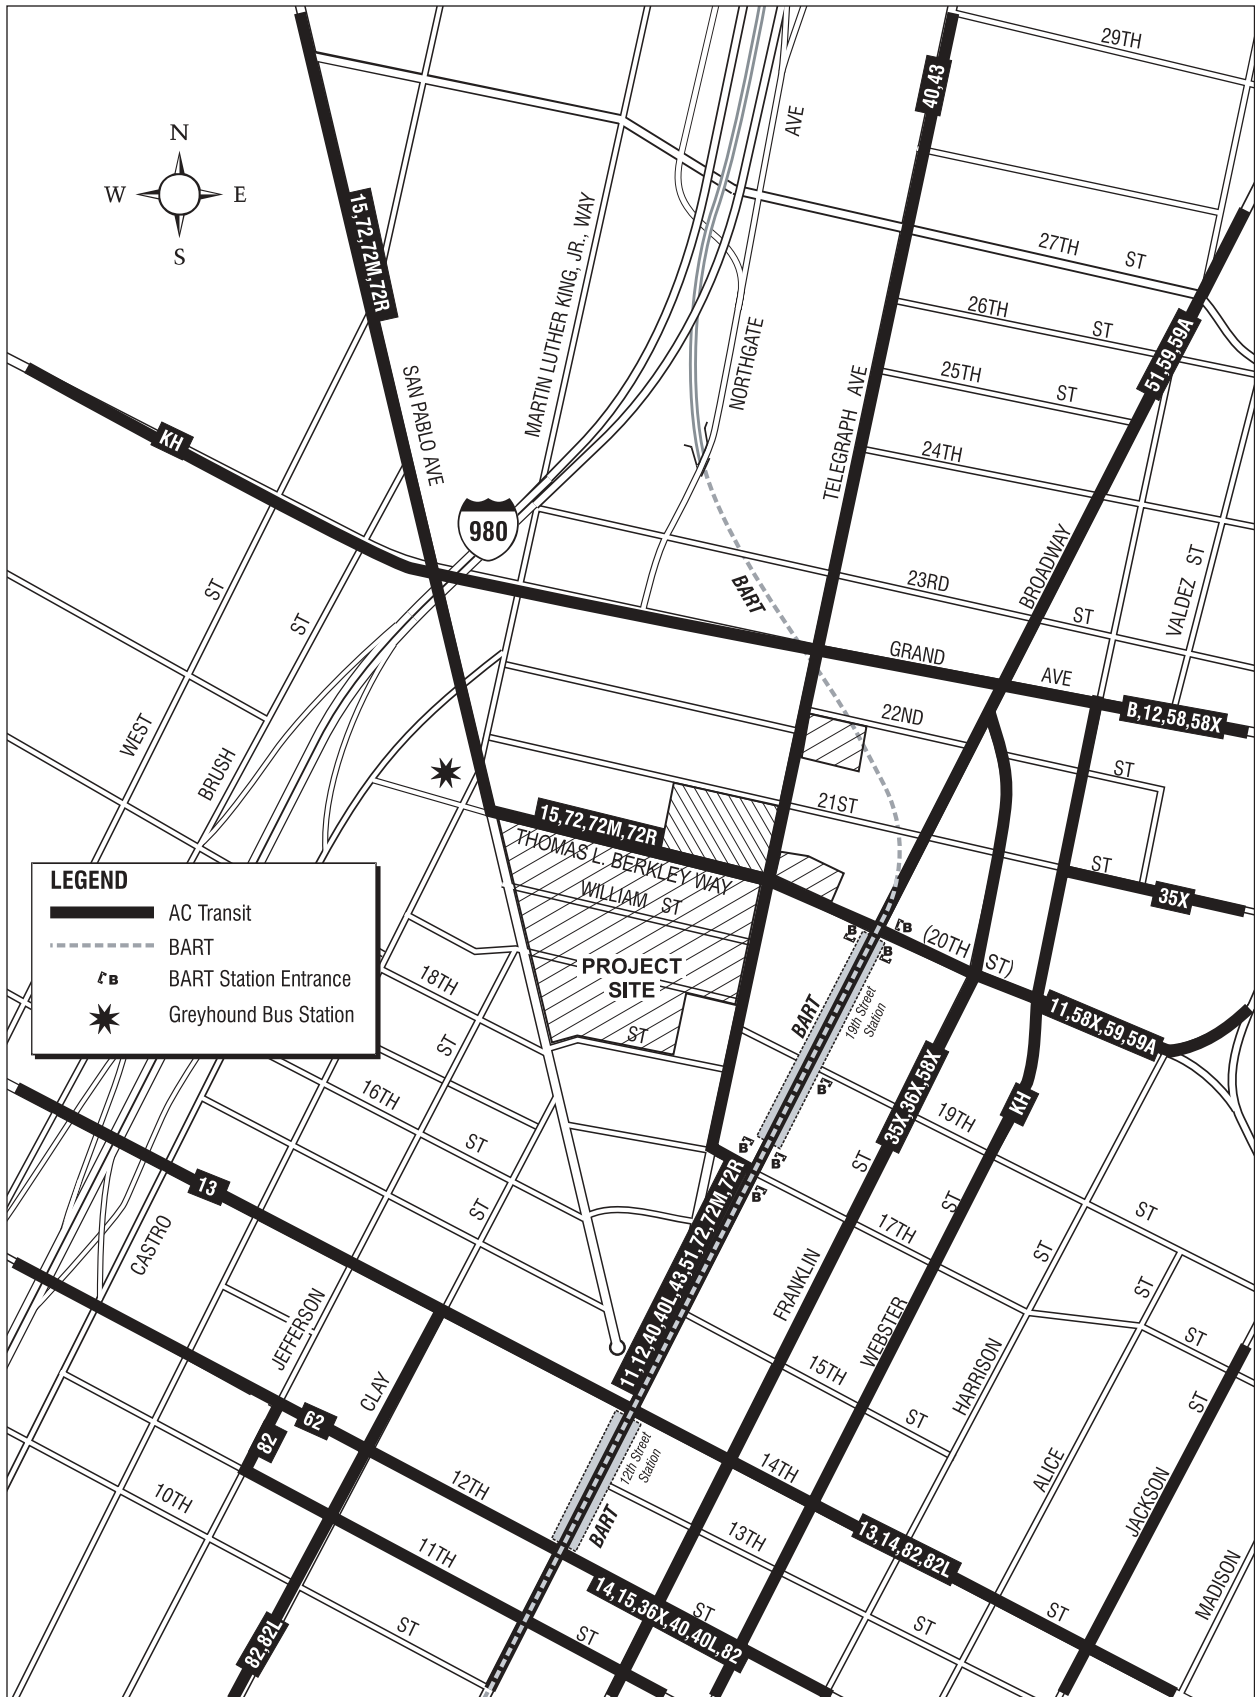 29TH
40,43
AVE
N
W
E
S
15,72,72M,72R
MARTIN LUTHER KING, JR., WAY
27TH ST
26TH ST
51,59,59A
25TH ST
NORTHGATE
TELEGRAPH AVE
SAN PABLO AVE
KH
24TH
980
BROADWAY
VALDEZ ST
23RD ST
BART
GRAND AVE
B,12,58,58X
22ND ST
WEST ST
BRUSH ST
21ST ST
15,72,72M,72R
THOMAS L. BERKLEY WAY
WILLIAM ST
35X
(20TH ST)
LEGEND
AC Transit
BART
B
BART Station Entrance
Greyhound Bus Station
PROJECT
SITE
ST
B
B
B
BART
19th Street
Station
11,58X,59,59A
18TH
ST
16TH ST
35X,36X,58X
KH
B
19TH ST
B
B
B
13
11,12,40,40L,43,51,72,72M,72R
17TH ST
CASTRO
ST
JEFFERSON
CLAY
FRANKLIN ST
WEBSTER ST
HARRISON ST
ALICE ST
JACKSON ST
MADISON
15TH ST
62
82
12th Street
Station
BART
14TH ST
13,14,82,82L
13TH ST
12TH ST
14,15,36X,40,40L,82
11TH ST
10TH ST
82,82L